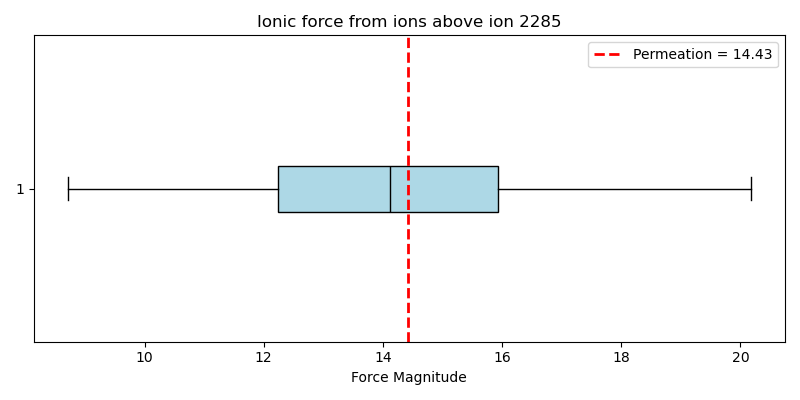 Ionic force from ions above ion 2285
Permeation = 14.43
1
10 12 14 16 18 20
Force Magnitude